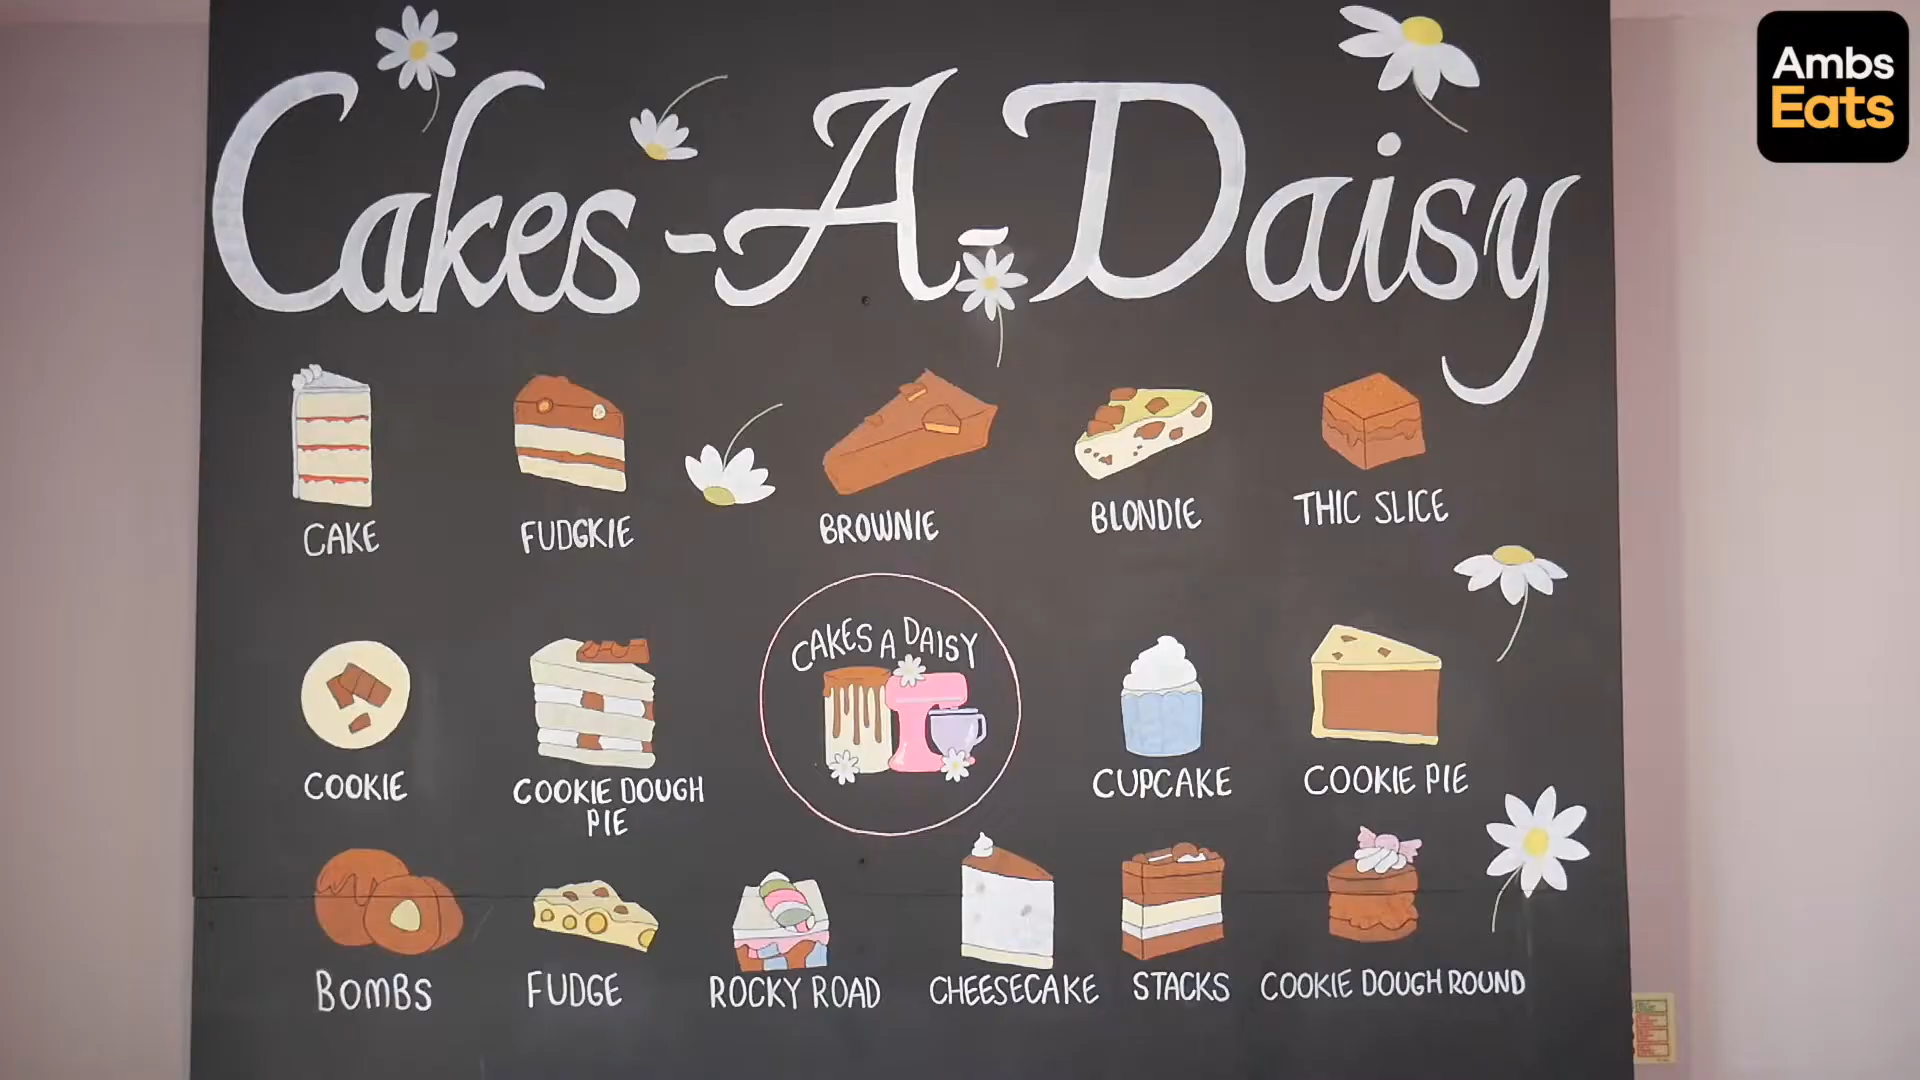 Ambs
Eats
Cakes-A-Daisy
CAKE
FUDGKIE
BROWNIE
BLONDIE
THIC SLICE
CAKES A DAISY
COOKIE
COOKIE DOUGH
PIE
CUPCAKE
COOKIE PIE
BOMBS
FUDGE
ROCKY ROAD
CHEESECAKE
STACKS
COOKIE DOUGH ROUND